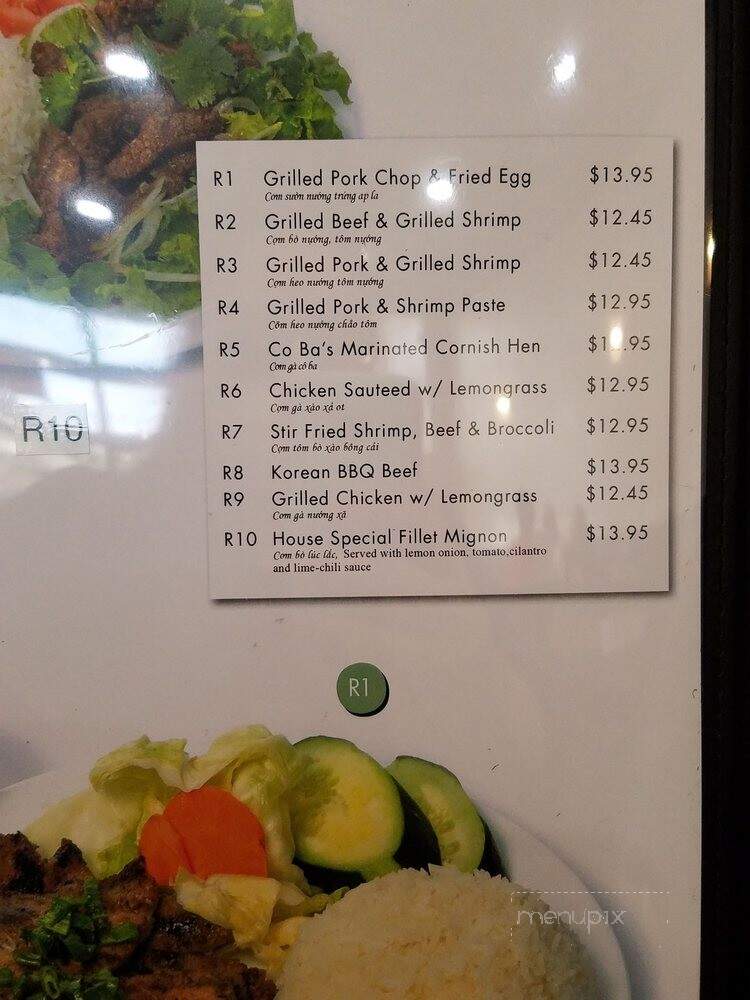 R1 Grilled Pork Chop & Fried Egg $13.95
Cơm sườn nướng trứng ap la
R2 Grilled Beef & Grilled Shrimp $12.45
Cơm bò nướng, tôm nướng
R3 Grilled Pork & Grilled Shrimp $12.45
Cơm heo nướng tôm nướng
R4 Grilled Pork & Shrimp Paste $12.95
Côm heo nướng chảo tôm
R5 Co Ba's Marinated Cornish Hen
Cơm gà cô ba
R6 Chicken Sauteed w/ Lemongrass $12.95
Cơm gà xáo xả ot
R7 Stir Fried Shrimp, Beef & Broccoli $12.95
Cơm tôm bò xào bông cải
R8 Korean BBQ Beef $13.95
R9 Grilled Chicken w/ Lemongrass $12.45
Com gà nướng xã
R10 House Special Fillet Mignon $13.95
Cơm bò lúc lắc, Served with lemon onion, tomato,cilantro
and lime-chili sauce
R10
R1
menupix